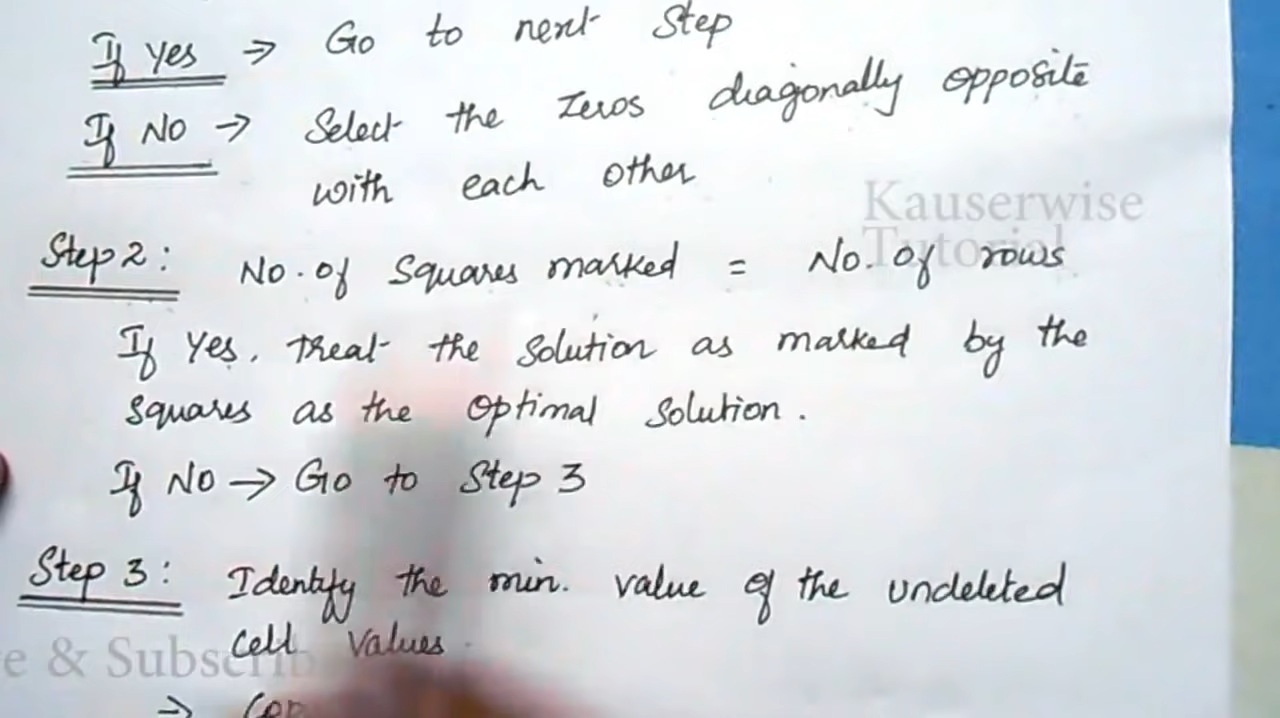 If Yes → Go to next Step
If No → Select the Zeros diagonally opposite
with each other
Kauserwise
Tutorial
Step 2: No. of Squares marked = No. of rows
If Yes, treat the solution as marked by the
squares as the optimal solution.
If No → Go to Step 3
Step 3: Identify the min. value of the undeleted
cell values.
e & Subscrib
→